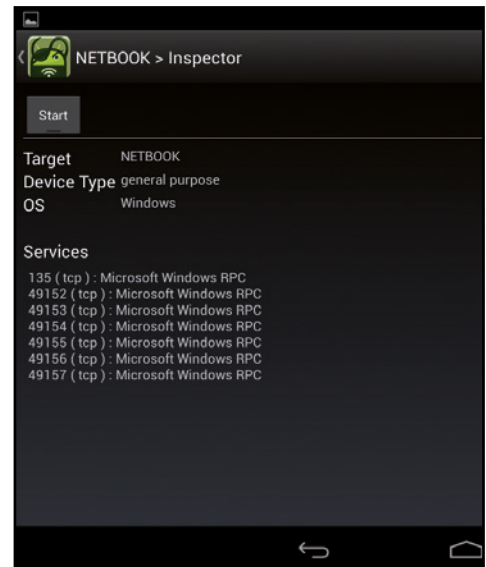 NETBOOK > Inspector
Start
Target NETBOOK
Device Type general purpose
OS Windows
Services
135 ( tcp ) : Microsoft Windows RPC
49152 ( tcp ) : Microsoft Windows RPC
49153 ( tcp ) : Microsoft Windows RPC
49154 ( tcp ) : Microsoft Windows RPC
49155 ( tcp ) : Microsoft Windows RPC
49156 ( tcp ) : Microsoft Windows RPC
49157 ( tcp ) : Microsoft Windows RPC